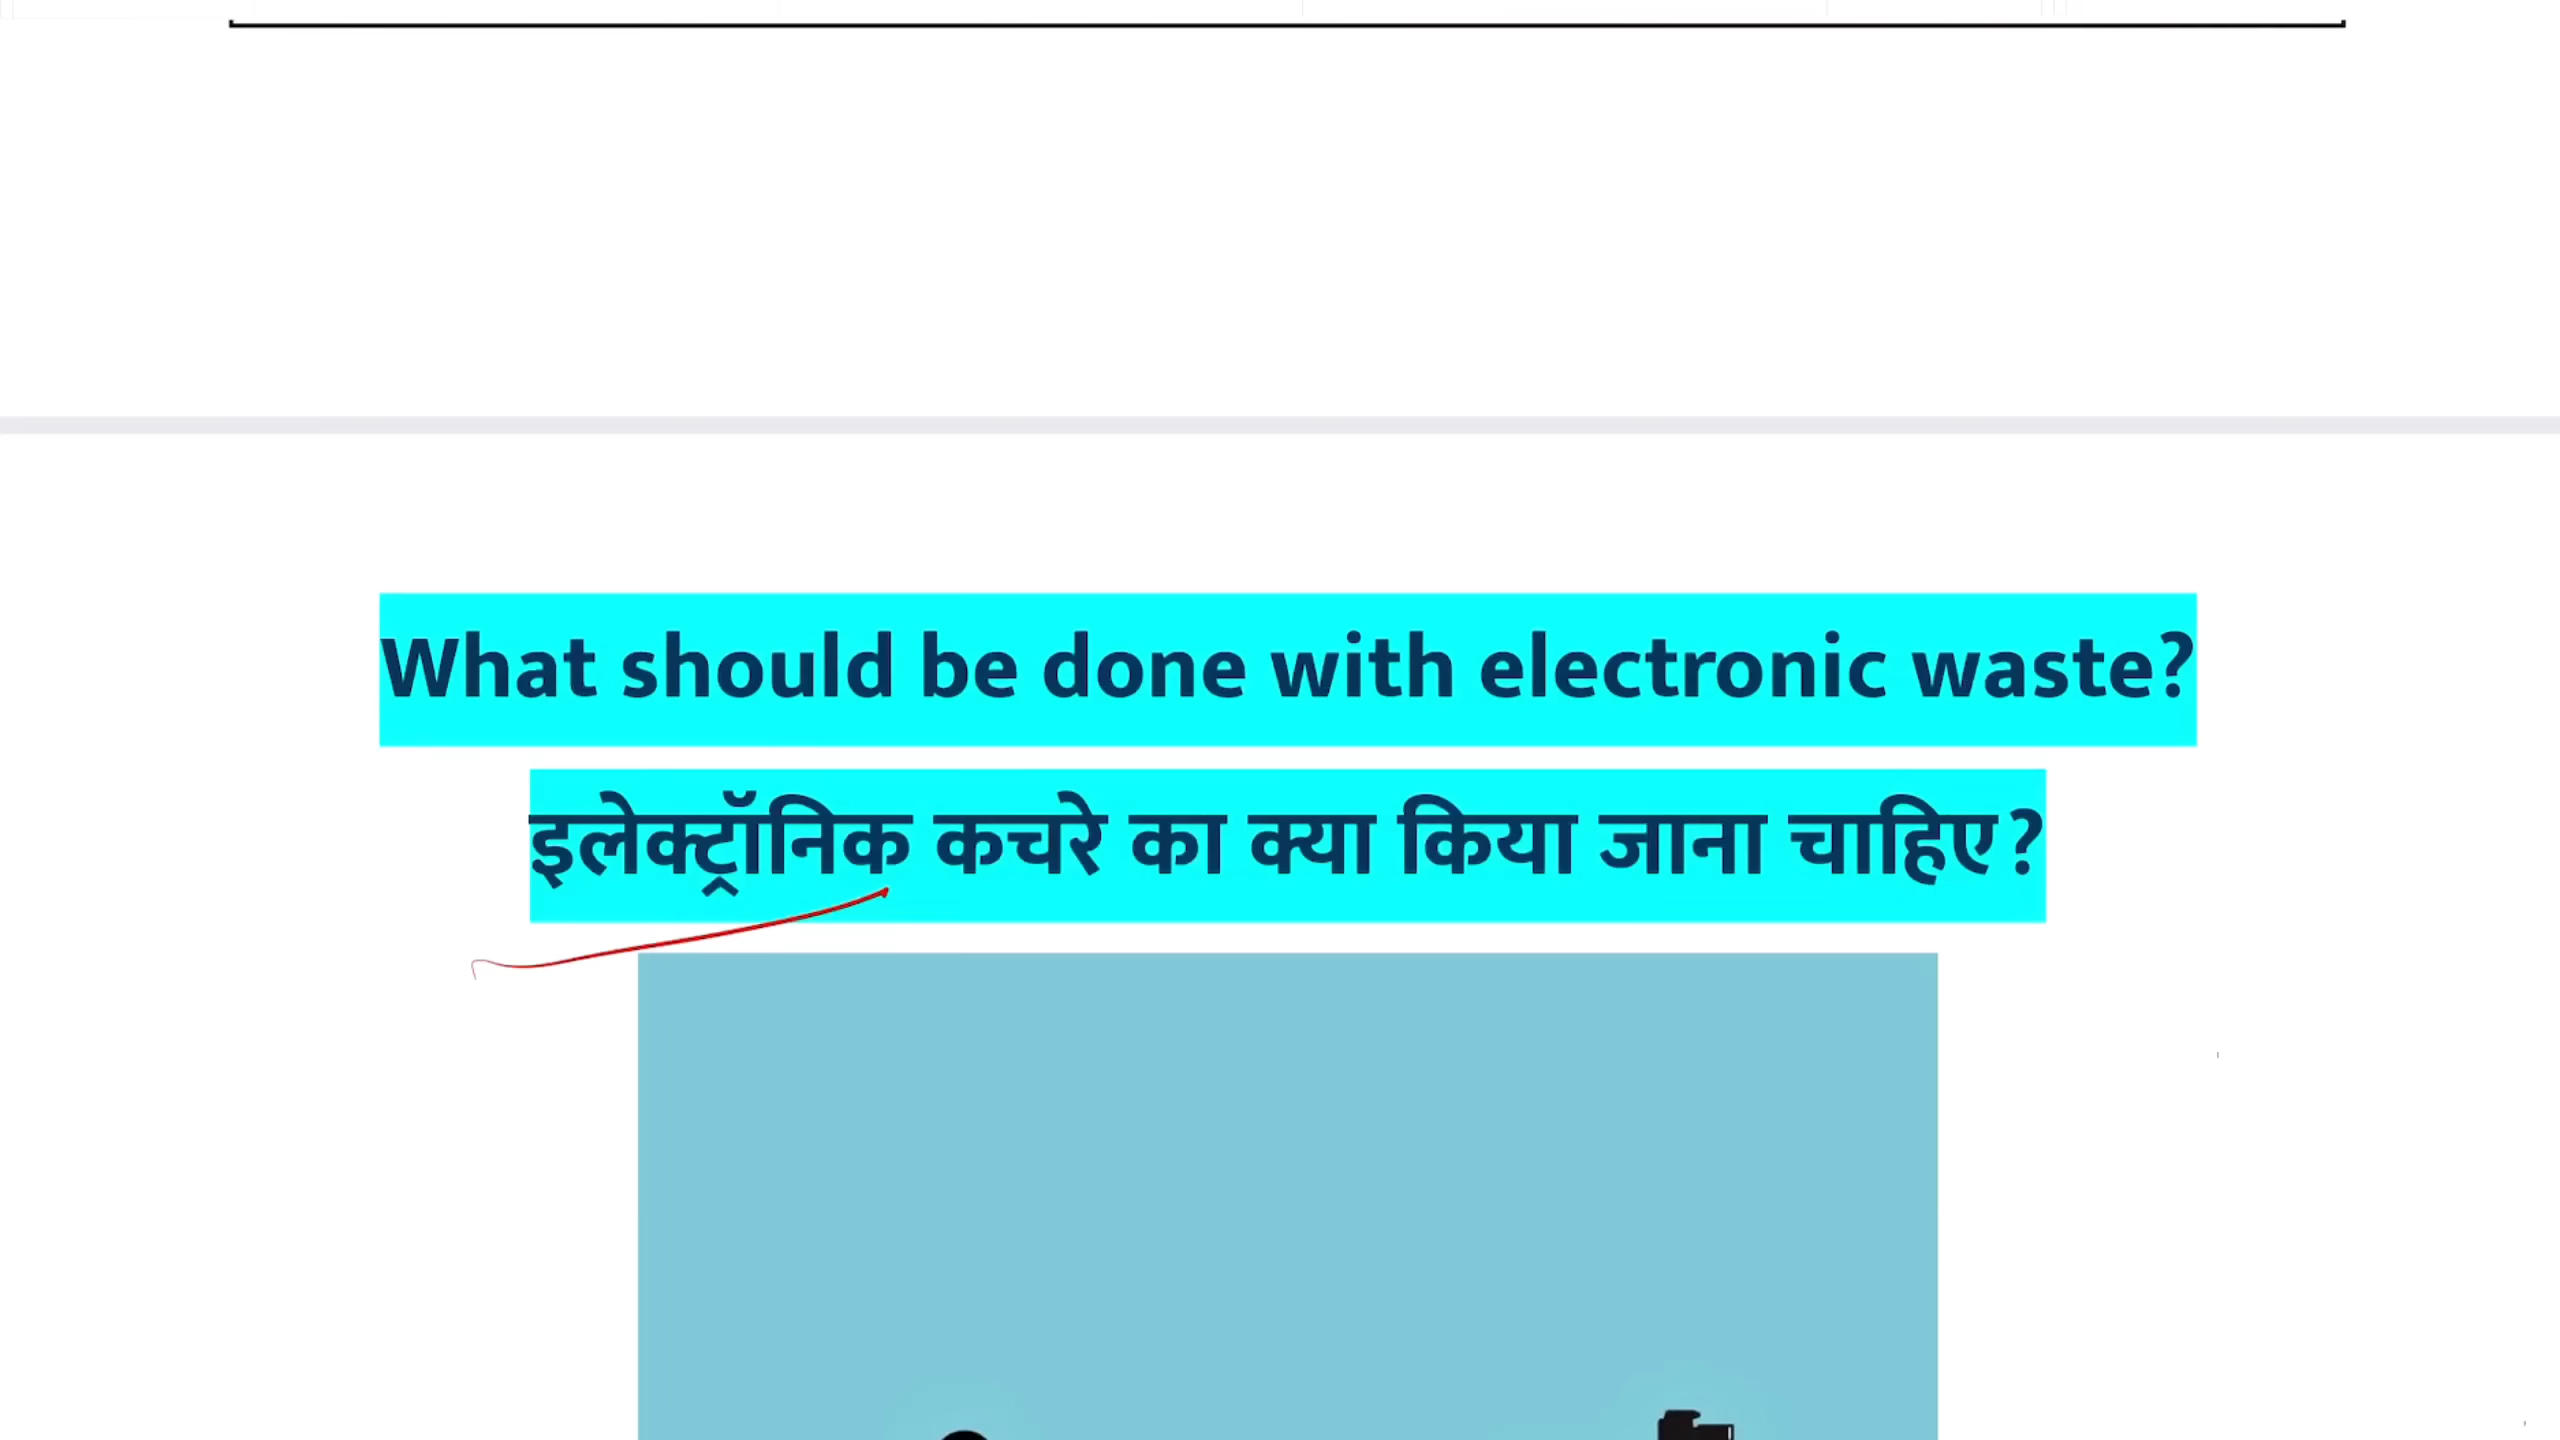 What should be done with electronic waste?
इलेक्ट्रॉनिक कचरे का क्या किया जाना चाहिए?